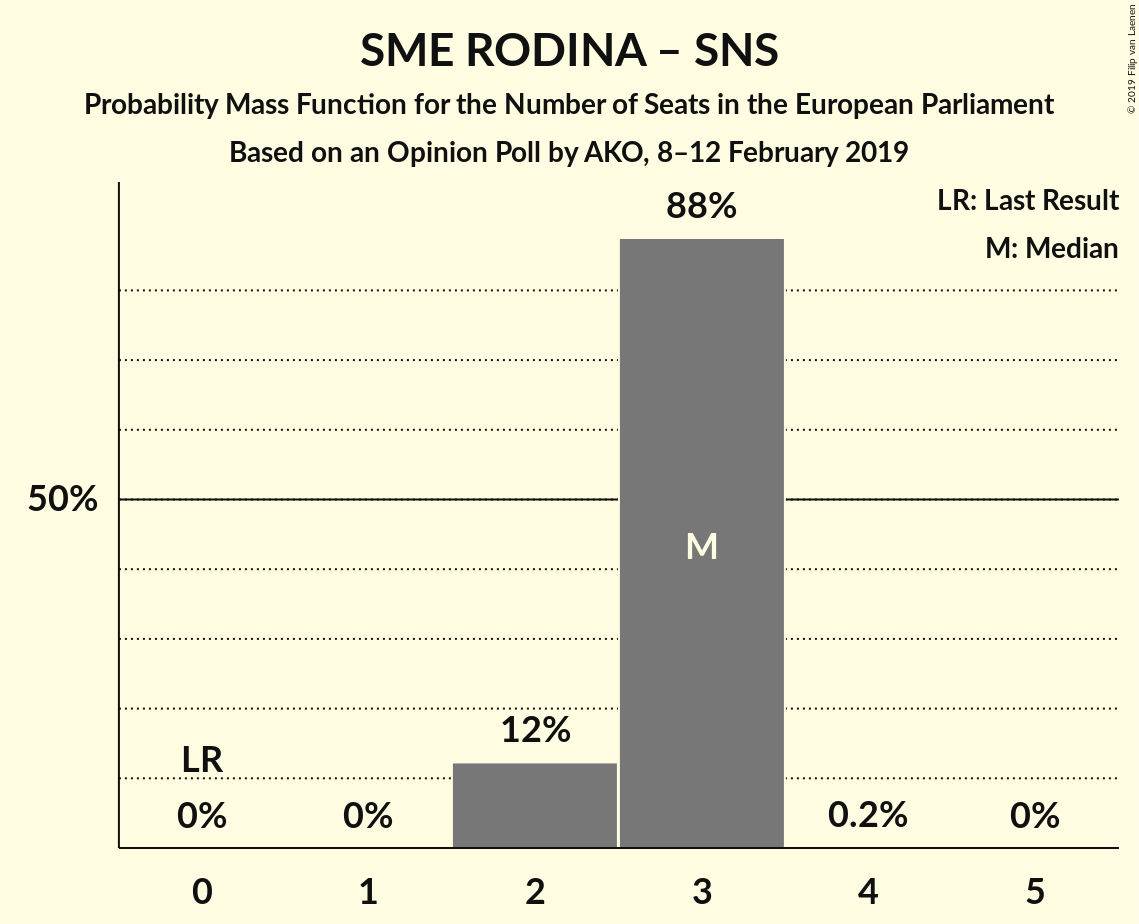 SME RODINA – SNS
Probability Mass Function for the Number of Seats in the European Parliament
Based on an Opinion Poll by AKO, 8–12 February 2019
© 2019 Filip van Laenen
LR: Last Result
M: Median
88%
50%
M
12%
LR
0%
0%
0.2%
0%
0
1
2
3
4
5